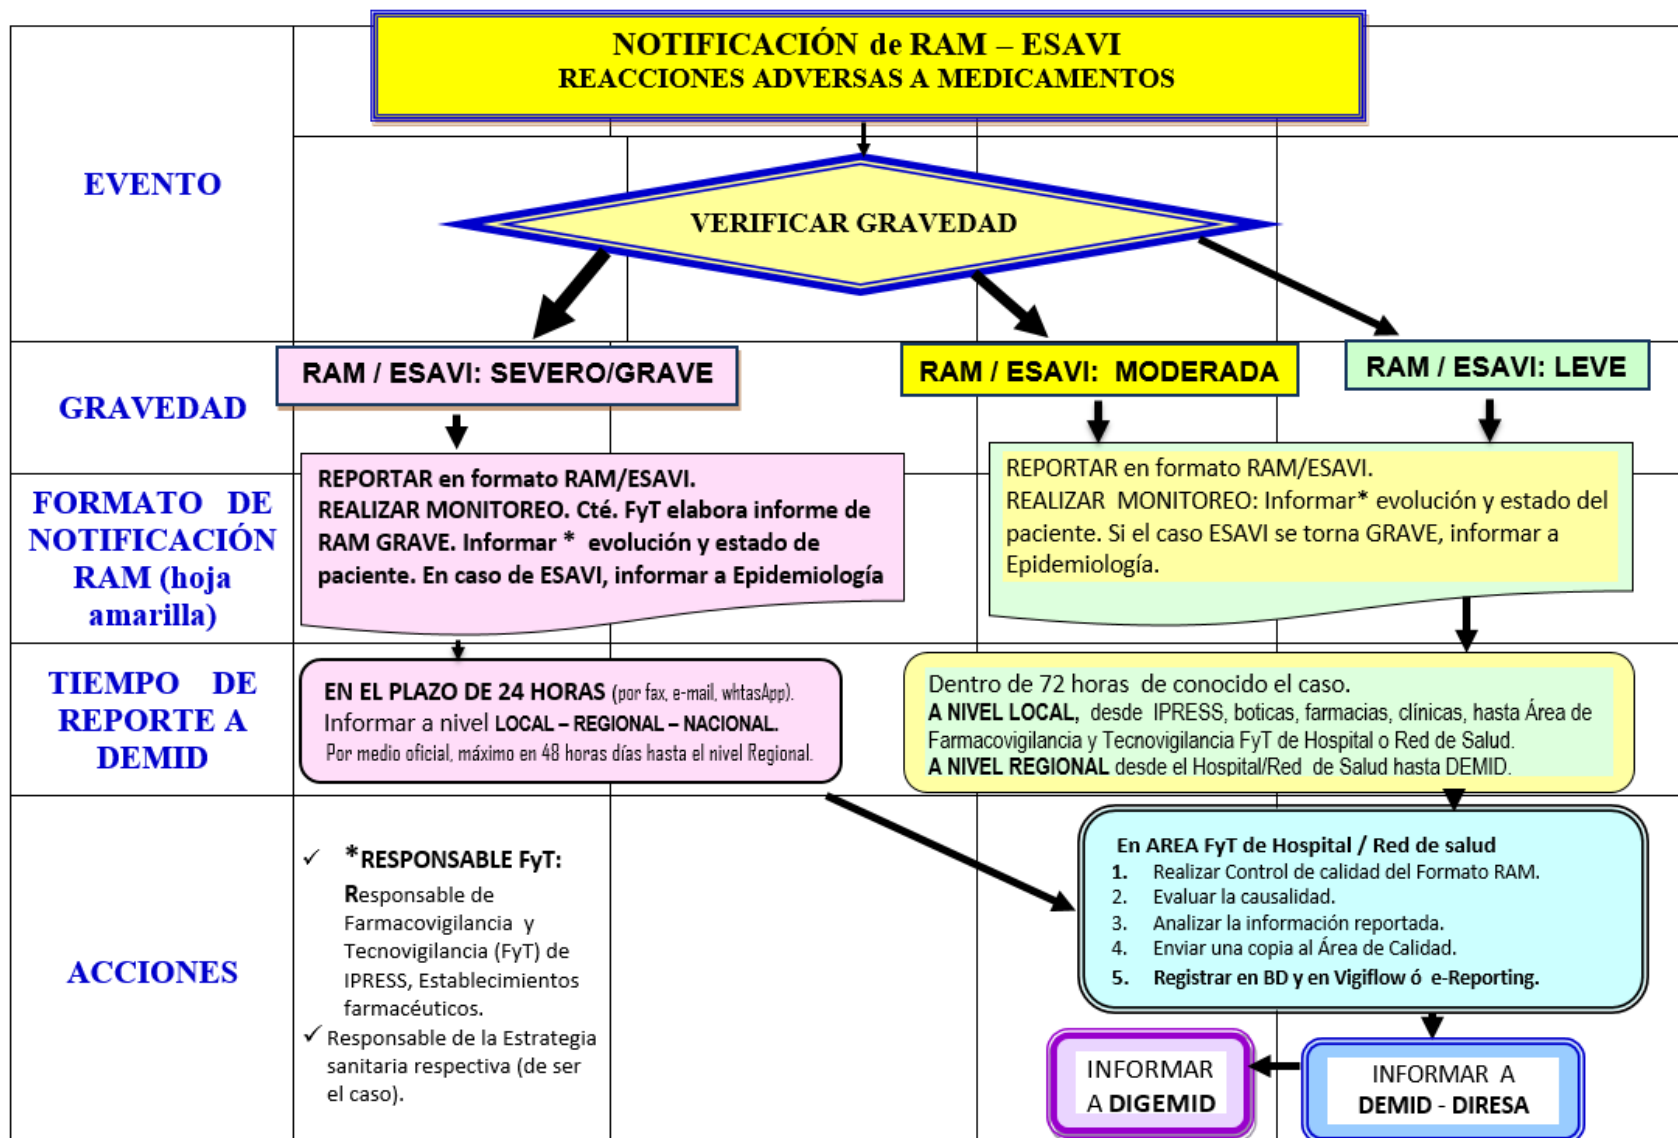 NOTIFICACIÓN de RAM – ESAVI
REACCIONES ADVERSAS A MEDICAMENTOS
EVENTO
VERIFICAR GRAVEDAD
GRAVEDAD
RAM / ESAVI: SEVERO/GRAVE
RAM / ESAVI: MODERADA
RAM / ESAVI: LEVE
FORMATO DE
NOTIFICACIÓN
RAM (hoja
amarilla)
REPORTAR en formato RAM/ESAVI.
REALIZAR MONITOREO. Cté. FyT elabora informe de
RAM GRAVE. Informar * evolución y estado de
paciente. En caso de ESAVI, informar a Epidemiología
REPORTAR en formato RAM/ESAVI.
REALIZAR MONITOREO: Informar* evolución y estado del
paciente. Si el caso ESAVI se torna GRAVE, informar a
Epidemiología.
TIEMPO DE
REPORTE A
DEMID
EN EL PLAZO DE 24 HORAS (por fax, e-mail, whtasApp).
Informar a nivel LOCAL – REGIONAL – NACIONAL.
Por medio oficial, máximo en 48 horas días hasta el nivel Regional.
Dentro de 72 horas de conocido el caso.
A NIVEL LOCAL, desde IPRESS, boticas, farmacias, clínicas, hasta Área de
Farmacovigilancia y Tecnovigilancia FyT de Hospital o Red de Salud.
A NIVEL REGIONAL desde el Hospital/Red de Salud hasta DEMID.
ACCIONES
✓ *RESPONSABLE FyT:
Responsable de
Farmacovigilancia y
Tecnovigilancia (FyT) de
IPRESS, Establecimientos
farmacéuticos.
✓ Responsable de la Estrategia
sanitaria respectiva (de ser
el caso).
En AREA FyT de Hospital / Red de salud
1. Realizar Control de calidad del Formato RAM.
2. Evaluar la causalidad.
3. Analizar la información reportada.
4. Enviar una copia al Área de Calidad.
5. Registrar en BD y en Vigiflow ó e-Reporting.
INFORMAR
A DIGEMID
INFORMAR A
DEMID - DIRESA